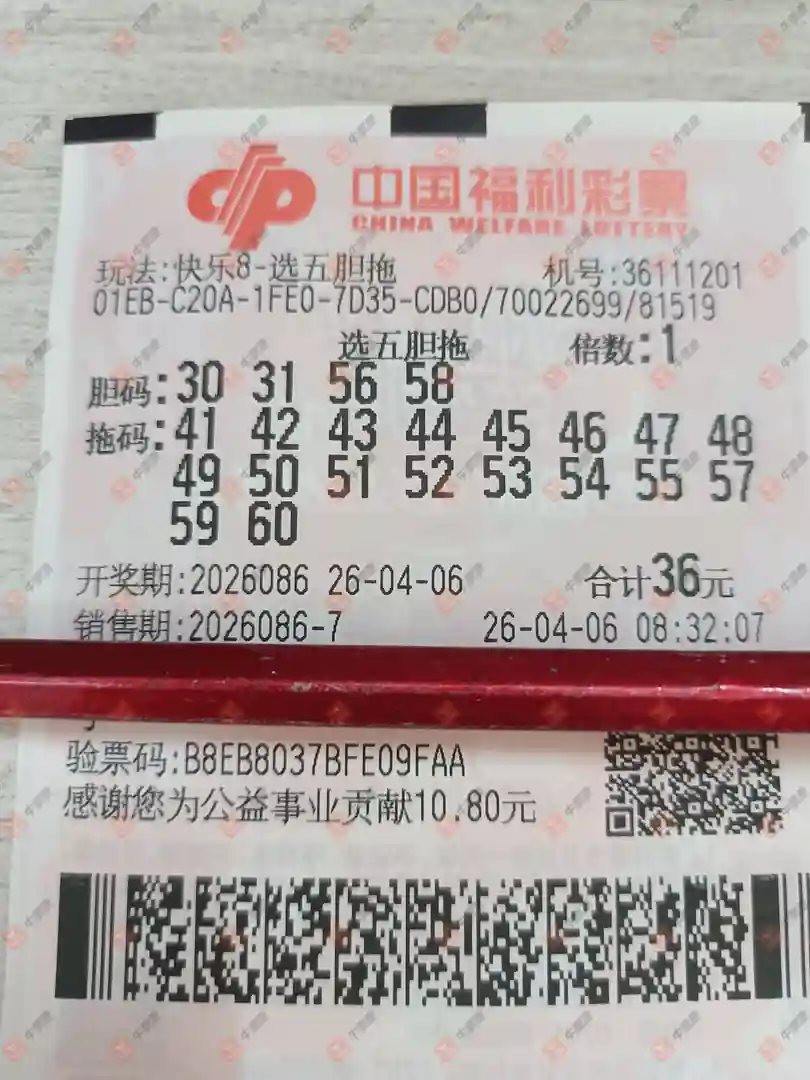 中国福利彩票
CHINA WELFARE LOTTERY
玩法:快乐8-选五胆拖 机号:36111201
01EB-C20A-1FE0-7D35-CDB0/70022699/81519
选五胆拖 倍数:1
胆码:30 31 56 58
拖码:41 42 43 44 45 46 47 48
49 50 51 52 53 54 55 57
59 60
开奖期:2026086 26-04-06 合计36元
销售期:2026086-7 26-04-06 08:32:07
验票码:B8EB8037BFE09FAA
感谢您为公益事业贡献10.80元